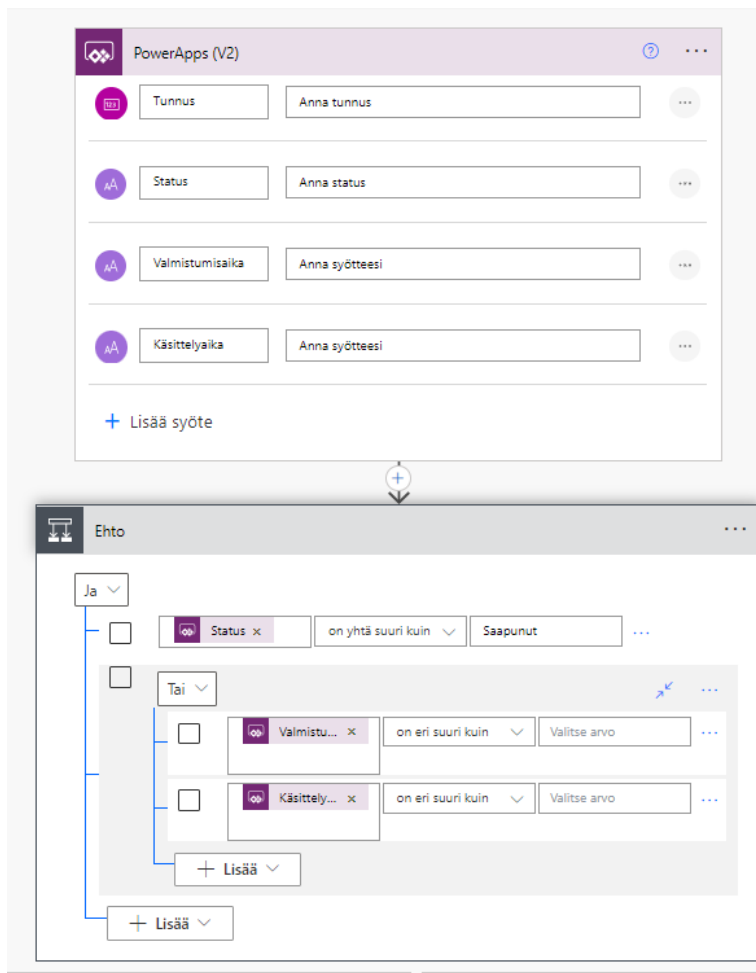 PowerApps (V2)
Tunnus Anna tunnus
Status Anna status
Valmistumisaika Anna syötteesi
Käsittelyaika Anna syötteesi
+ Lisää syöte
Ehto
Ja
Status × on yhtä suuri kuin Saapunut
Tai
Valmistu... × on eri suuri kuin Valitse arvo
Käsittely... × on eri suuri kuin Valitse arvo
+ Lisää
+ Lisää